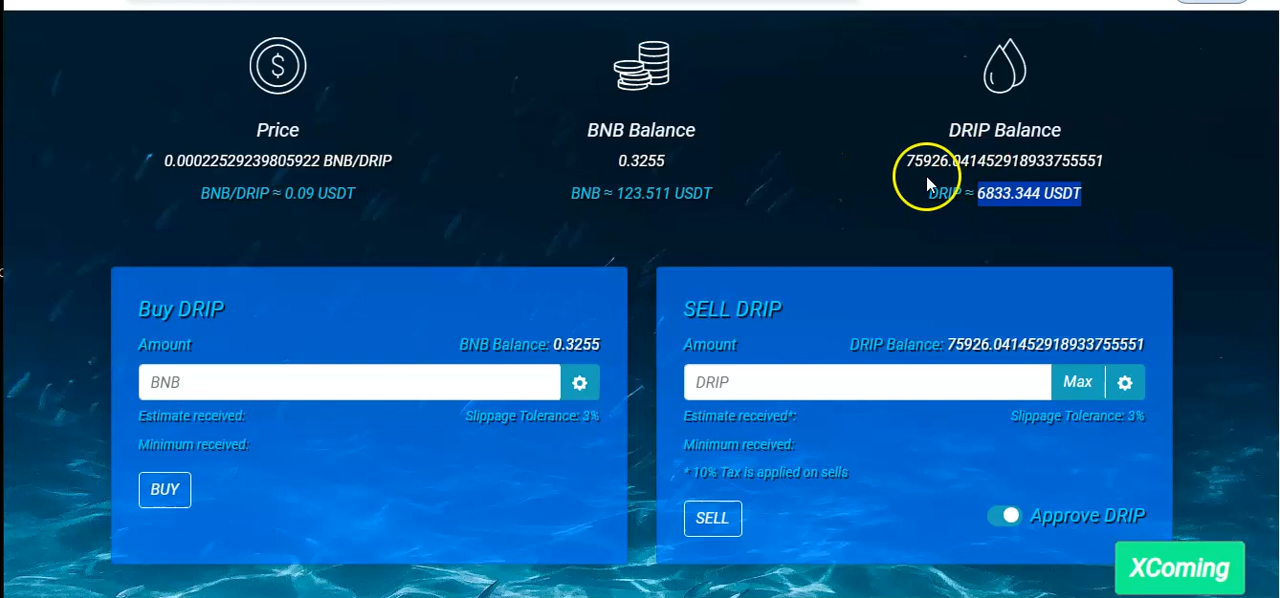 Price
0.00022529239805922 BNB/DRIP
BNB/DRIP ≈ 0.09 USDT
BNB Balance
0.3255
BNB ≈ 123.511 USDT
DRIP Balance
75926.041452918933755551
DRIP ≈ 6833.344 USDT
Buy DRIP
Amount
BNB Balance: 0.3255
BNB
Estimate received:
Slippage Tolerance: 3%
Minimum received:
BUY
SELL DRIP
Amount
DRIP Balance: 75926.041452918933755551
DRIP
Max
Estimate received*:
Slippage Tolerance: 3%
Minimum received:
* 10% Tax is applied on sells
SELL
Approve DRIP
XComing